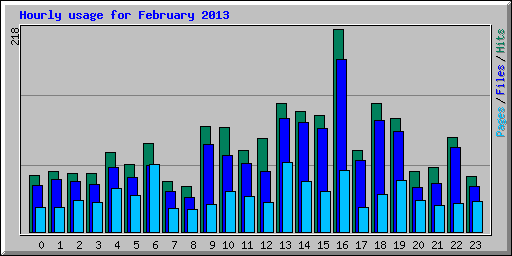 Hourly usage for February 2013
218
Pages / Files / Hits
0 1 2 3 4 5 6 7 8 9 10 11 12 13 14 15 16 17 18 19 20 21 22 23